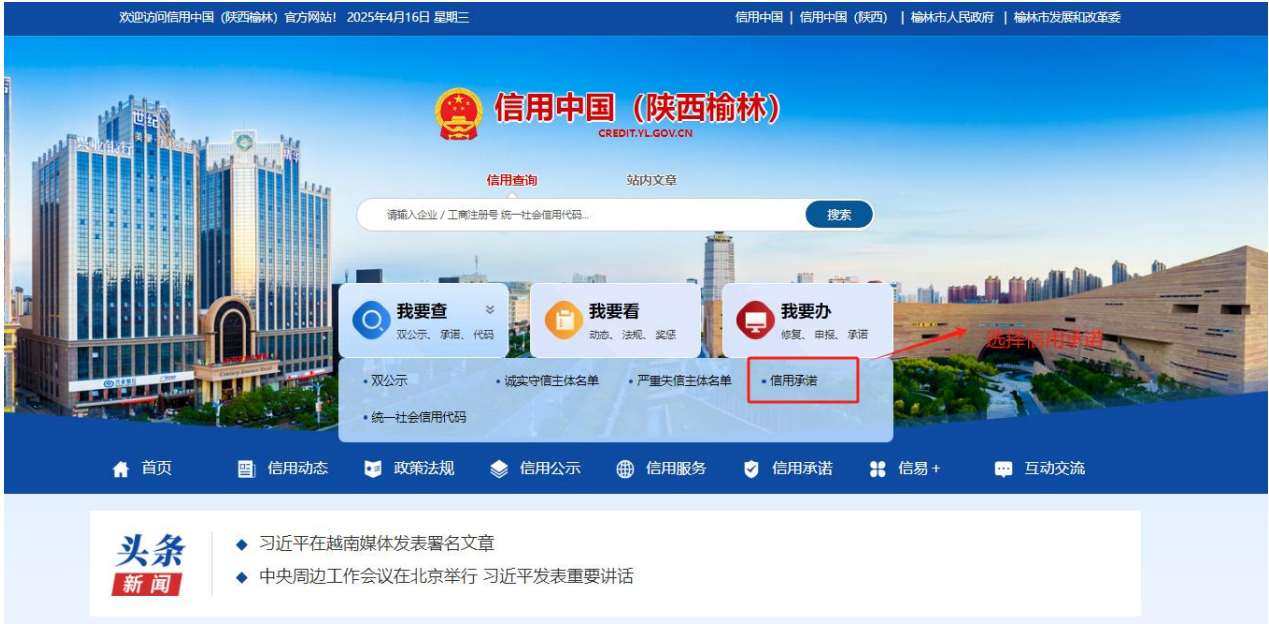 欢迎访问信用中国（陕西榆林）官方网站! 2025年4月16日 星期三
信用中国 | 信用中国（陕西） | 榆林市人民政府 | 榆林市发展和改革委
信用中国（陕西榆林）
CREDIT.YL.GOV.CN
信用查询 站内文章
请输入企业 / 工商注册号 统一社会信用代码...
搜索
世纪
兴业银行
我要查
双公示、承诺、代码
我要看
动态、法规、奖惩
我要办
修复、申报、承诺
选择信用承诺
双公示 诚实守信主体名单 严重失信主体名单 信用承诺
统一社会信用代码
首页 信用动态 政策法规 信用公示 信用服务 信用承诺 信易+ 互动交流
头条
新闻
习近平在越南媒体发表署名文章
中央周边工作会议在北京举行 习近平发表重要讲话